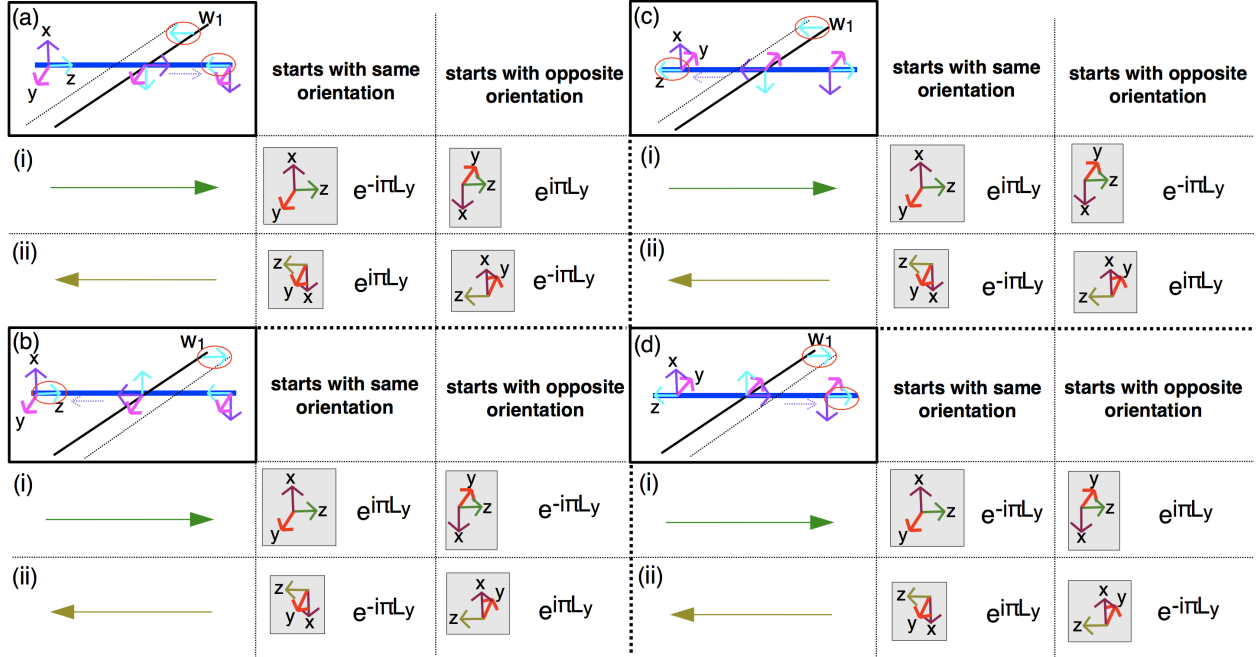 (a) x z y w1
starts with same orientation
starts with opposite orientation
(c) x y z w1
starts with same orientation
starts with opposite orientation
(i) x z y e-iπLy y z x eiπLy
(i) x z y eiπLy y z x e-iπLy
(ii) z y x eiπLy x y z e-iπLy
(ii) z y x e-iπLy x y z eiπLy
(b) x z y w1
starts with same orientation
starts with opposite orientation
(d) x y z w1
starts with same orientation
starts with opposite orientation
(i) x z y eiπLy y z x e-iπLy
(i) x z y e-iπLy y z x eiπLy
(ii) z y x e-iπLy x y z eiπLy
(ii) z y x eiπLy x y z e-iπLy